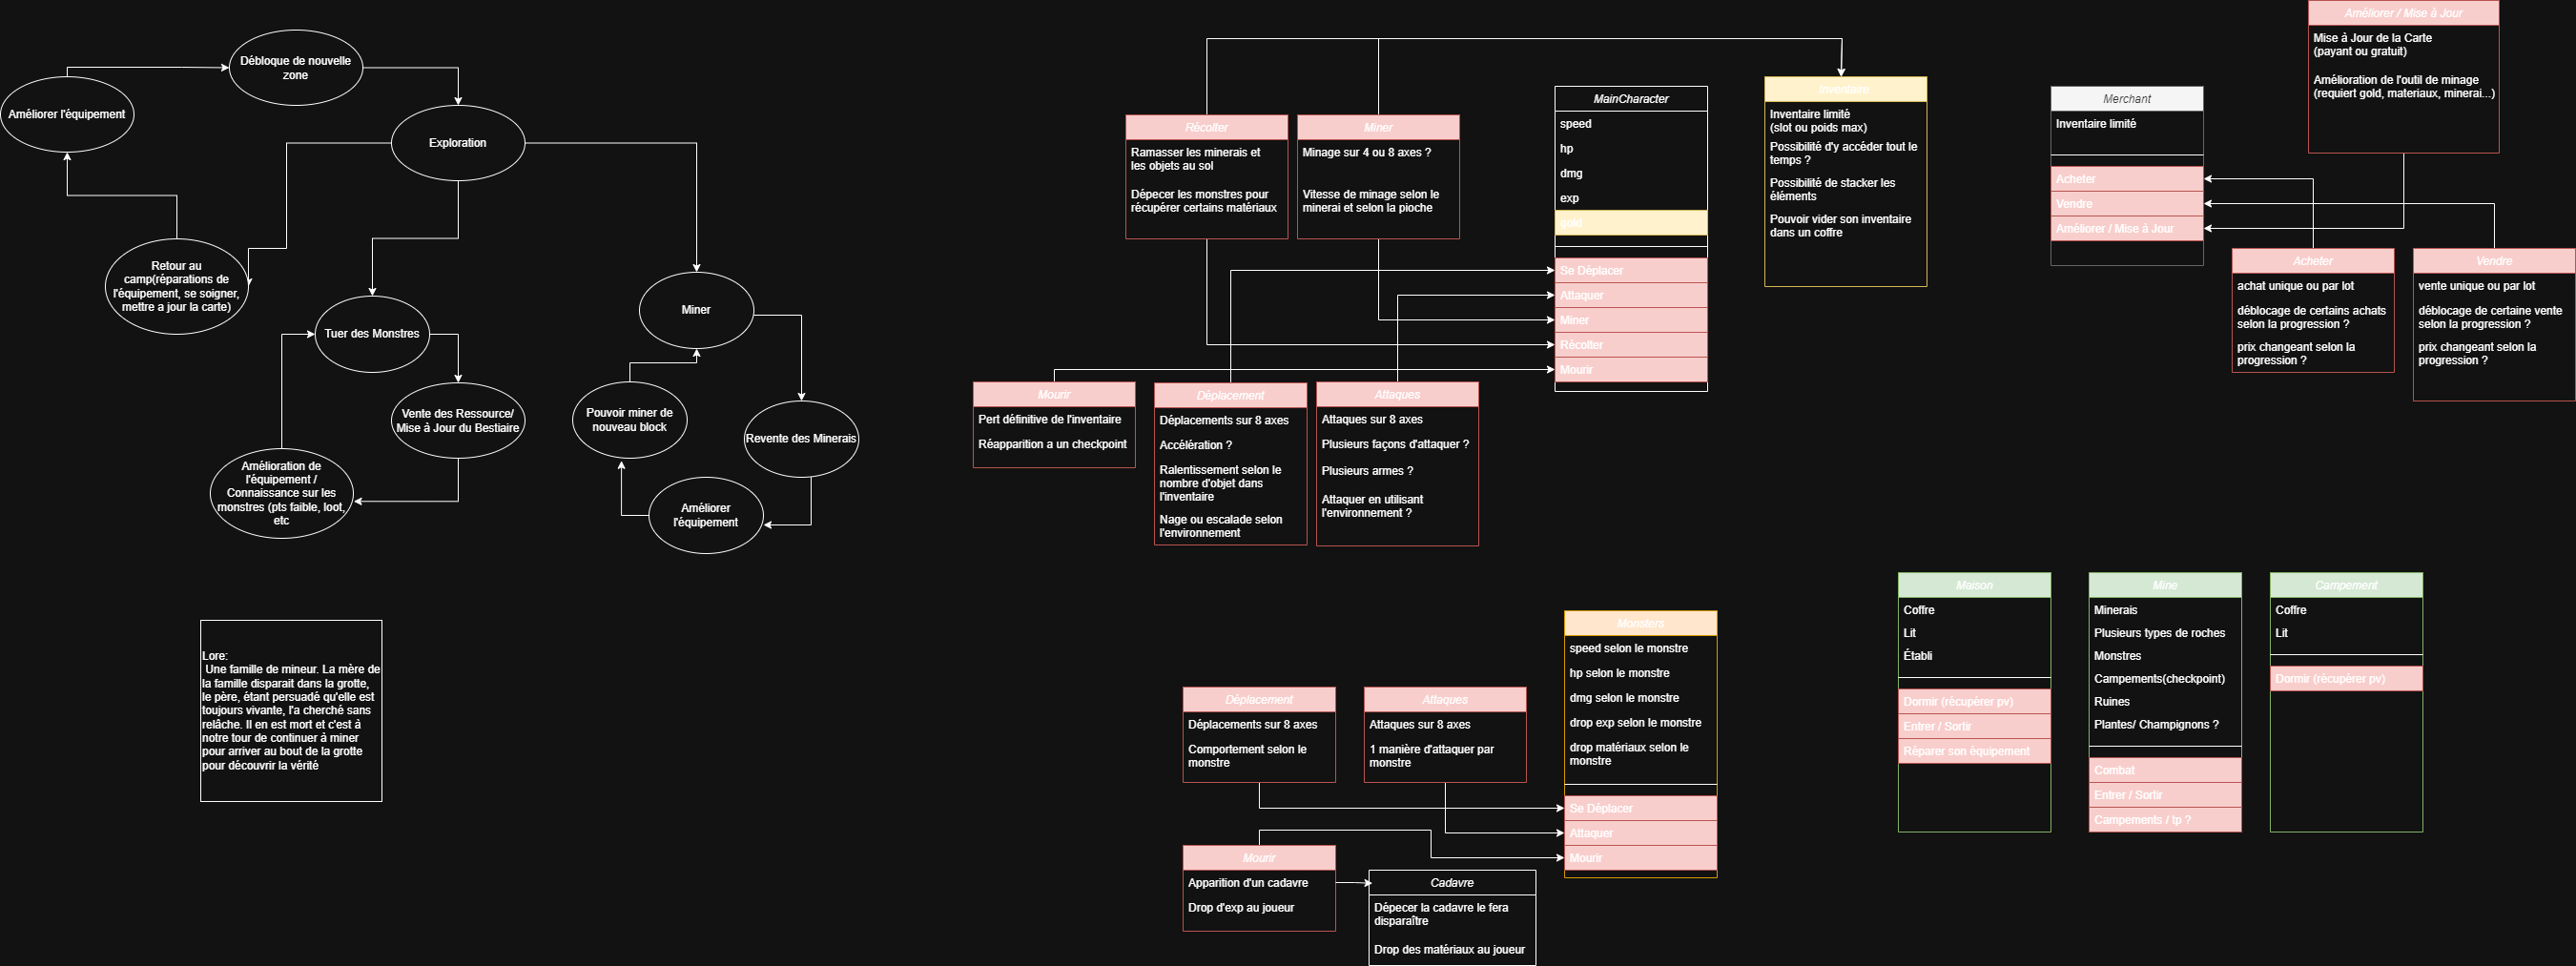 Débloque de nouvelle
zone
Améliorer l'équipement
Exploration
Retour au
camp(réparations de
l'équipement, se soigner,
mettre a jour la carte)
Tuer des Monstres
Vente des Ressource/
Mise à Jour du Bestiaire
Amélioration de
l'équipement /
Connaissance sur les
monstres (pts faible, loot,
etc
Miner
Pouvoir miner de
nouveau block
Revente des Minerais
Améliorer
l'équipement
Lore:
Une famille de mineur. La mère de
la famille disparait dans la grotte,
le père, étant persuadé qu'elle est
toujours vivante, l'a cherché sans
relâche. Il en est mort et c'est à
notre tour de continuer à miner
pour arriver au bout de la grotte
pour découvrir la vérité
Récolter
Ramasser les minerais et
les objets au sol
Dépecer les monstres pour
récupérer certains matériaux
Miner
Minage sur 4 ou 8 axes ?
Vitesse de minage selon le
minerai et selon la pioche
MainCharacter
speed
hp
dmg
exp
gold
Se Déplacer
Attaquer
Miner
Récolter
Mourir
Inventaire
Inventaire limité
(slot ou poids max)
Possibilité d'y accéder tout le
temps ?
Possibilité de stacker les
éléments
Pouvoir vider son inventaire
dans un coffre
Mourir
Pert définitive de l'inventaire
Réapparition a un checkpoint
Déplacement
Déplacements sur 8 axes
Accélération ?
Ralentissement selon le
nombre d'objet dans
l'inventaire
Nage ou escalade selon
l'environnement
Attaques
Attaques sur 8 axes
Plusieurs façons d'attaquer ?
Plusieurs armes ?
Attaquer en utilisant
l'environnement ?
Merchant
Inventaire limité
Acheter
Vendre
Améliorer / Mise à Jour
Améliorer / Mise à Jour
Mise à Jour de la Carte
(payant ou gratuit)
Amélioration de l'outil de minage
(requiert gold, materiaux, minerai...)
Acheter
achat unique ou par lot
déblocage de certains achats
selon la progression ?
prix changeant selon la
progression ?
Vendre
vente unique ou par lot
déblocage de certaine vente
selon la progression ?
prix changeant selon la
progression ?
Déplacement
Déplacements sur 8 axes
Comportement selon le
monstre
Attaques
Attaques sur 8 axes
1 manière d'attaquer par
monstre
Monsters
speed selon le monstre
hp selon le monstre
dmg selon le monstre
drop exp selon le monstre
drop matériaux selon le
monstre
Se Déplacer
Attaquer
Mourir
Mourir
Apparition d'un cadavre
Drop d'exp au joueur
Cadavre
Dépecer la cadavre le fera
disparaître
Drop des matériaux au joueur
Maison
Coffre
Lit
Établi
Dormir (récupérer pv)
Entrer / Sortir
Réparer son équipement
Mine
Minerais
Plusieurs types de roches
Monstres
Campements(checkpoint)
Ruines
Plantes/ Champignons ?
Combat
Entrer / Sortir
Campements / tp ?
Campement
Coffre
Lit
Dormir (récupérer pv)